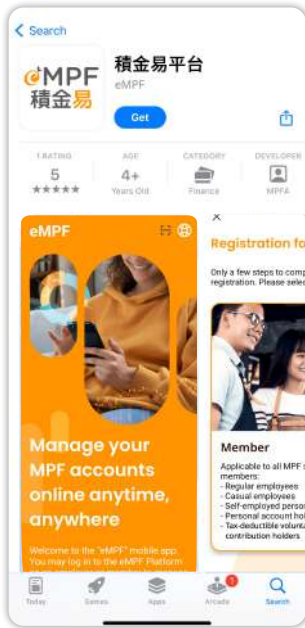 Search
eMPF
積金易
積金易平台
eMPF
Get
1 RATING
5
★★★★★
AGE
4+
Years Old
CATEGORY
Finance
DEVELOPER
MPFA
eMPF
Manage your
MPF accounts
online anytime,
anywhere
Welcome to the "eMPF" mobile app.
You may log in to the eMPF Platform
Registration fo
Only a few steps to comp
registration. Please selec
Member
Applicable to all MPF s
members:
- Regular employees
- Casual employees
- Self-employed person
- Personal account hol
- Tax-deductible volunta
contribution holders
Today
Games
Apps
Arcade
1
Search